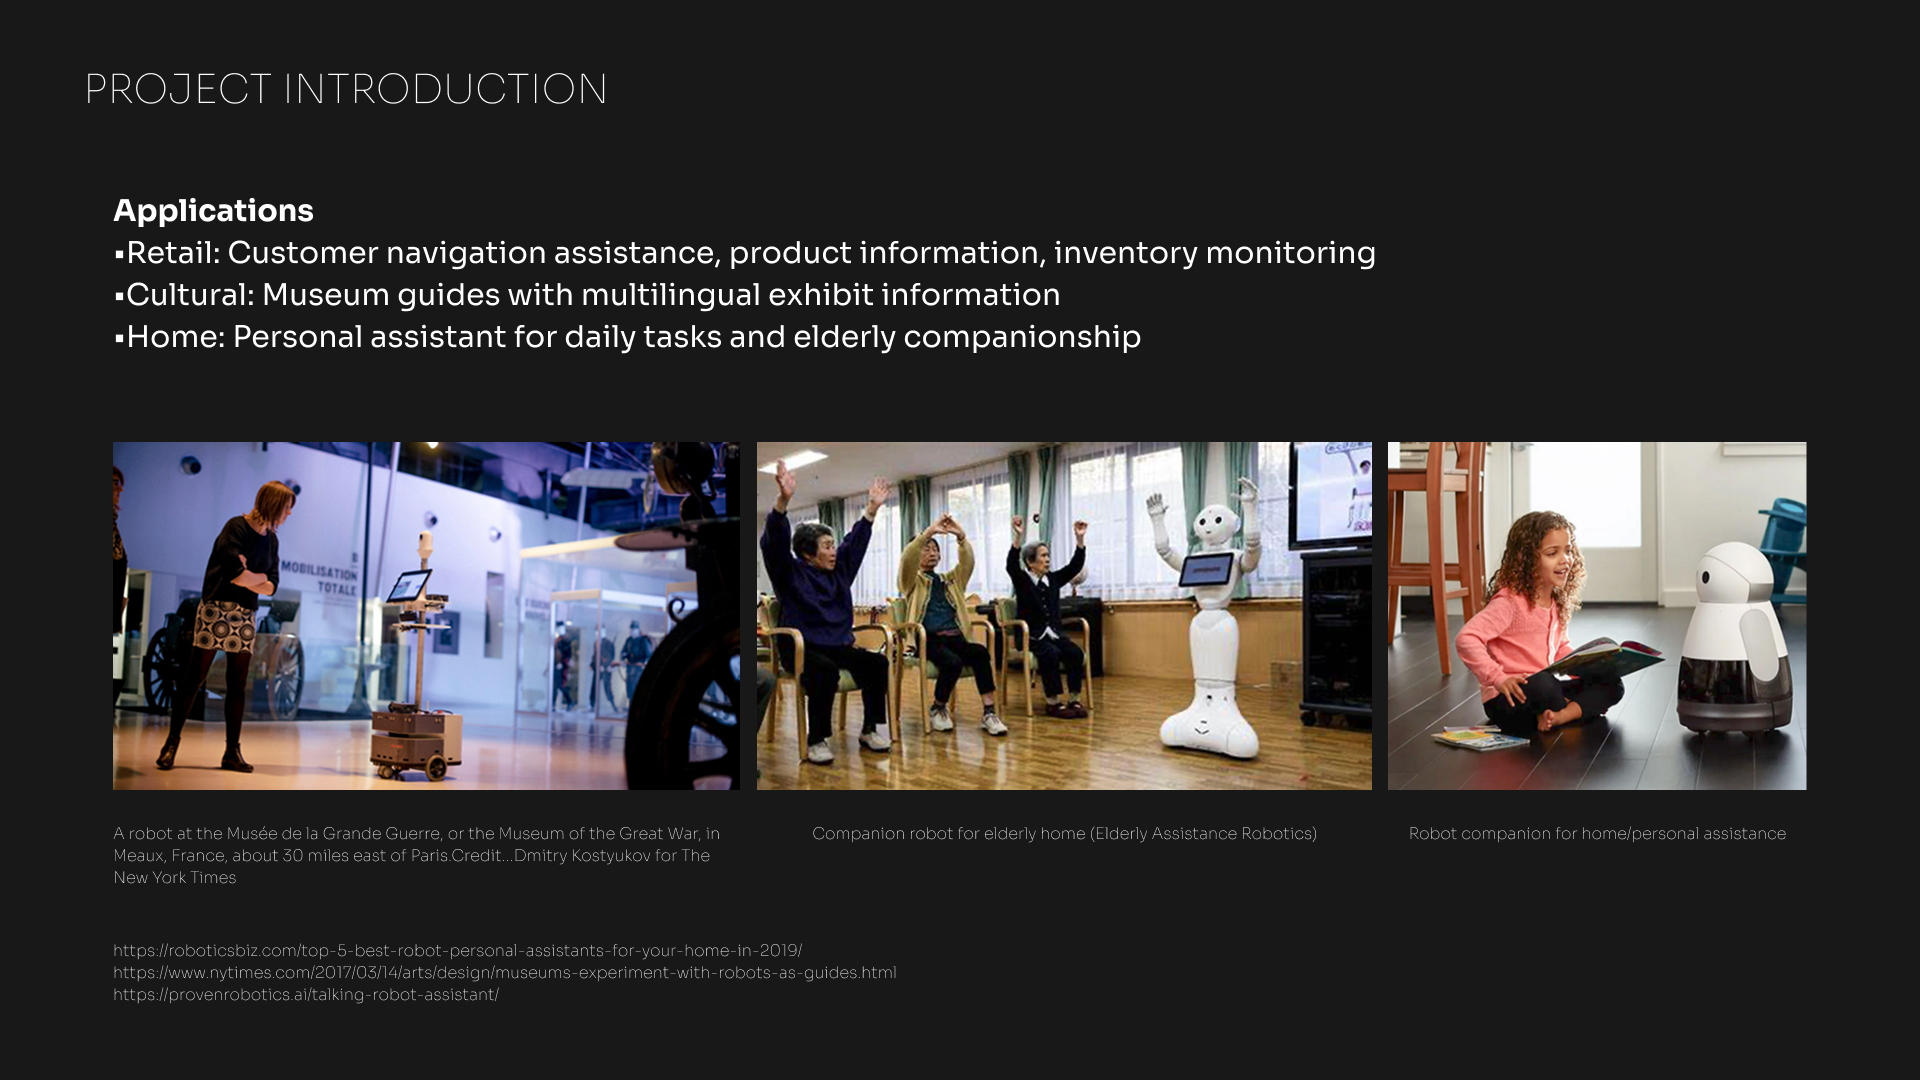 PROJECT INTRODUCTION
Applications
▪Retail: Customer navigation assistance, product information, inventory monitoring
▪Cultural: Museum guides with multilingual exhibit information
▪Home: Personal assistant for daily tasks and elderly companionship
MOBILISATION
TOTALE
A robot at the Musée de la Grande Guerre, or the Museum of the Great War, in
Meaux, France, about 30 miles east of Paris.Credit...Dmitry Kostyukov for The
New York Times
Companion robot for elderly home (Elderly Assistance Robotics)
Robot companion for home/personal assistance
https://roboticsbiz.com/top-5-best-robot-personal-assistants-for-your-home-in-2019/
https://www.nytimes.com/2017/03/14/arts/design/museums-experiment-with-robots-as-guides.html
https://provenrobotics.ai/talking-robot-assistant/